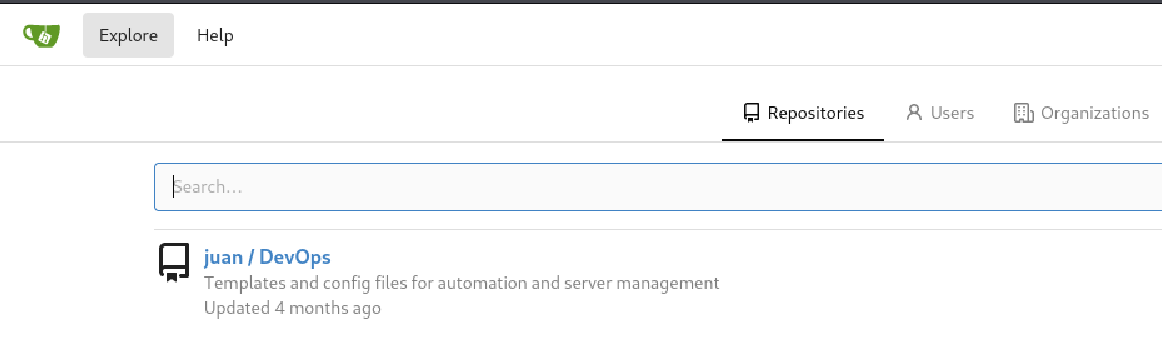 Explore Help
Repositories Users Organizations
Search...
juan / DevOps
Templates and config files for automation and server management
Updated 4 months ago